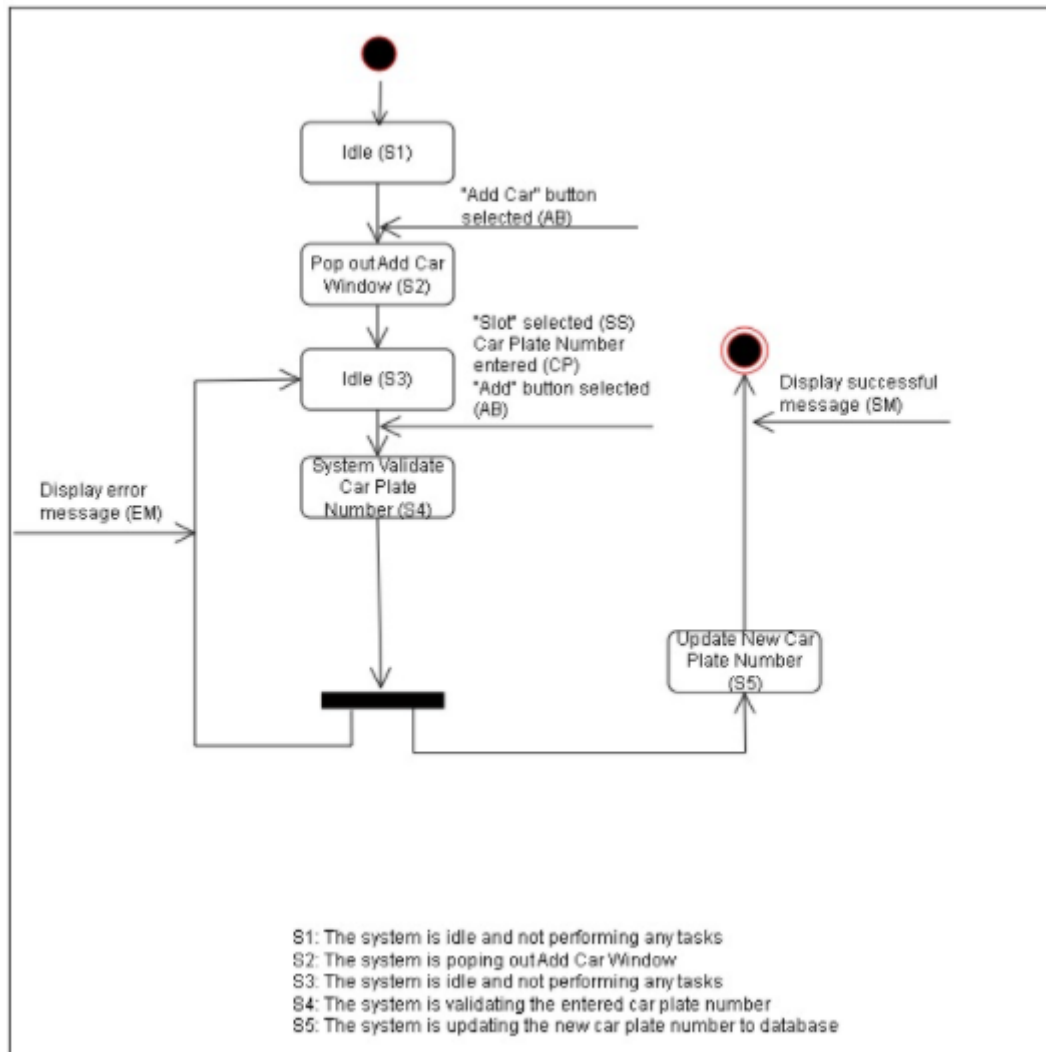 Idle (S1)
"Add Car" button
selected (AB)
Pop out Add Car
Window (S2)
"Slot" selected (SS)
Car Plate Number
entered (CP)
"Add" button selected
(AB)
Idle (S3)
Display successful
message (SM)
System Validate
Car Plate
Number (S4)
Display error
message (EM)
Update New Car
Plate Number
(S5)
S1: The system is idle and not performing any tasks
S2: The system is poping out Add Car Window
S3: The system is idle and not performing any tasks
S4: The system is validating the entered car plate number
S5: The system is updating the new car plate number to database